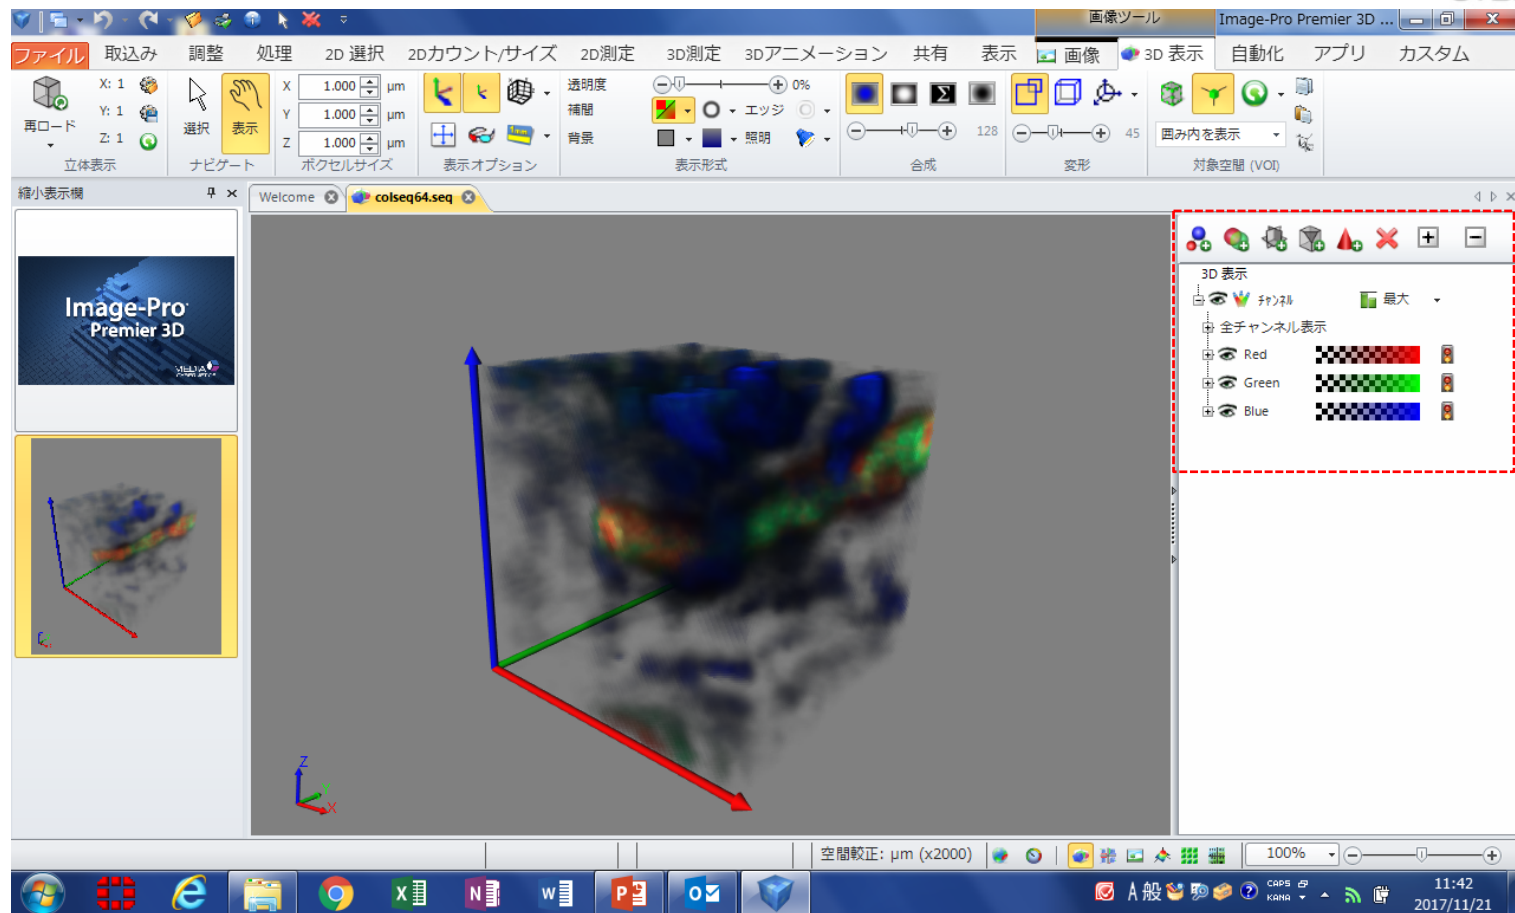 画像ツール
Image-Pro Premier 3D ...
ファイル 取込み 調整 処理 2D 選択 2Dカウント/サイズ 2D測定 3D測定 3Dアニメーション 共有 表示 画像 3D 表示 自動化 アプリ カスタム
X: 1
Y: 1
Z: 1
再ロード
立体表示
選択
表示
ナビゲート
X 1.000 µm
Y 1.000 µm
Z 1.000 µm
ボクセルサイズ
表示オプション
透明度 0%
補間 エッジ
背景 照明
表示形式
128
合成
45
変形
囲み内を表示
対象空間 (VOI)
縮小表示欄
Welcome
colseq64.seq
Image-Pro
Premier 3D
MEDIA
CYBERNETICS
Z
Y
X
3D 表示
チャンネル 最大
全チャンネル表示
Red
Green
Blue
空間較正: µm (x2000)
100%
A 般
CAPS
KANA
11:42
2017/11/21